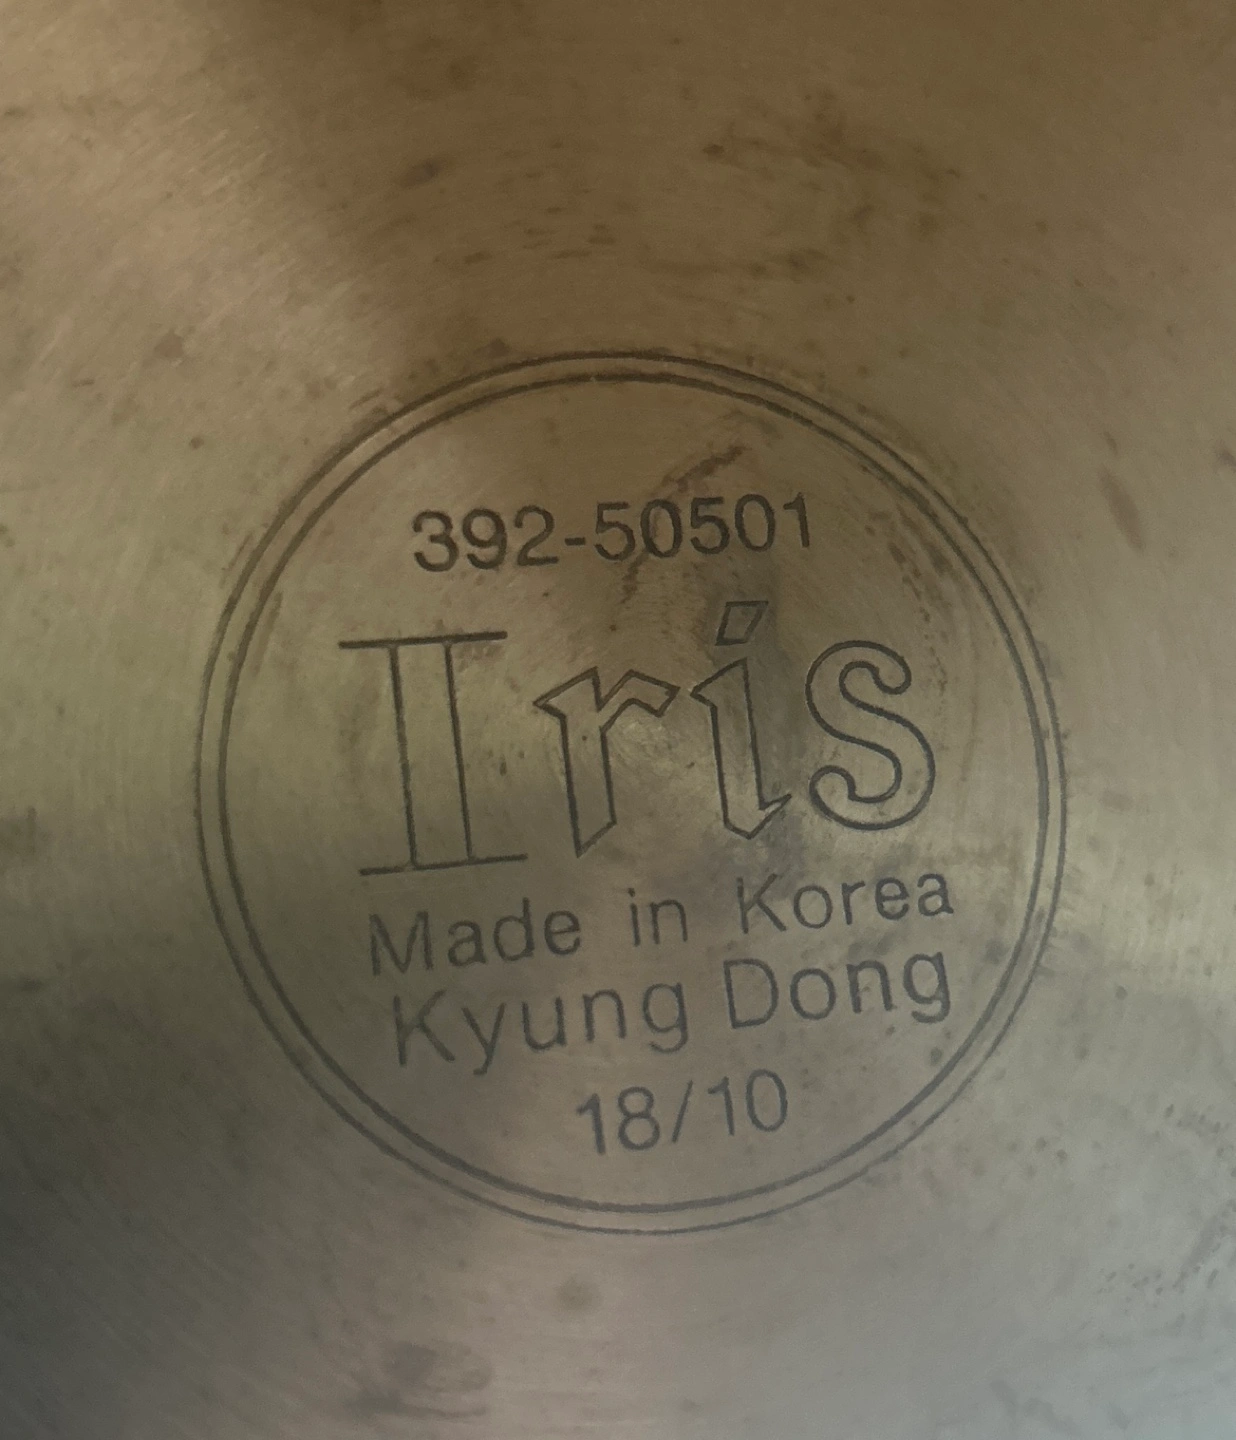 392-50501
Iris
Made in Korea
Kyung Dong
18/10